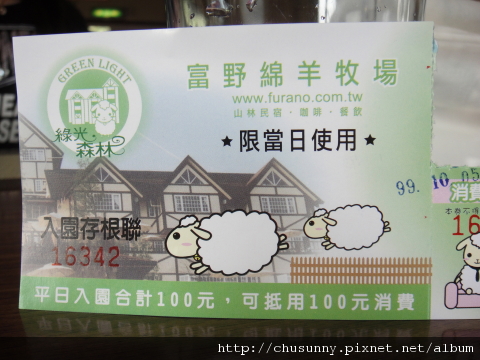 GREEN LIGHT
綠光・森林
富野綿羊牧場
www.furano.com.tw
山林民宿・咖啡・餐飲
★限當日使用★
99. 10. 05
入園存根聯
16342
消費
16
平日入園合計100元，可抵用100元消費
http://chusunny.pixnet.net/album